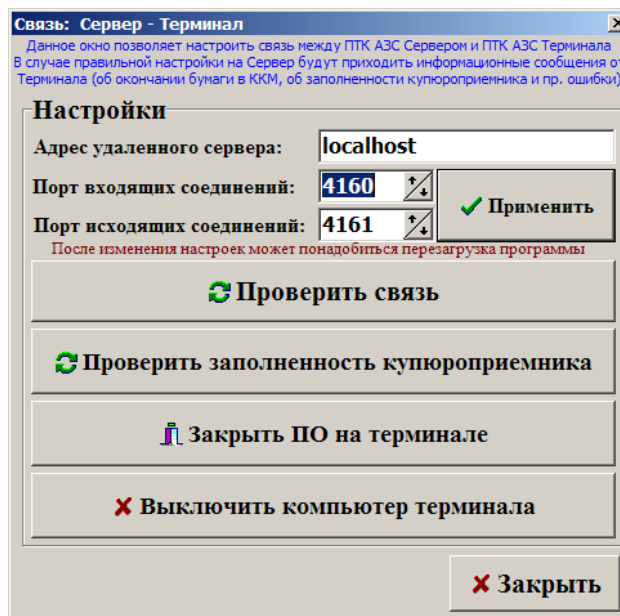 Связь: Сервер - Терминал
Данное окно позволяет настроить связь между ПТК АЗС Сервером и ПТК АЗС Терминала
В случае правильной настройки на Сервер будут приходить информационные сообщения от
Терминала (об окончании бумаги в ККМ, об заполненности купюроприемника и пр. ошибки)
Настройки
Адрес удаленного сервера: localhost
Порт входящих соединений: 4160
Применить
Порт исходящих соединений: 4161
После изменения настроек может понадобиться перезагрузка программы
Проверить связь
Проверить заполненность купюроприемника
Закрыть ПО на терминале
Выключить компьютер терминала
Закрыть